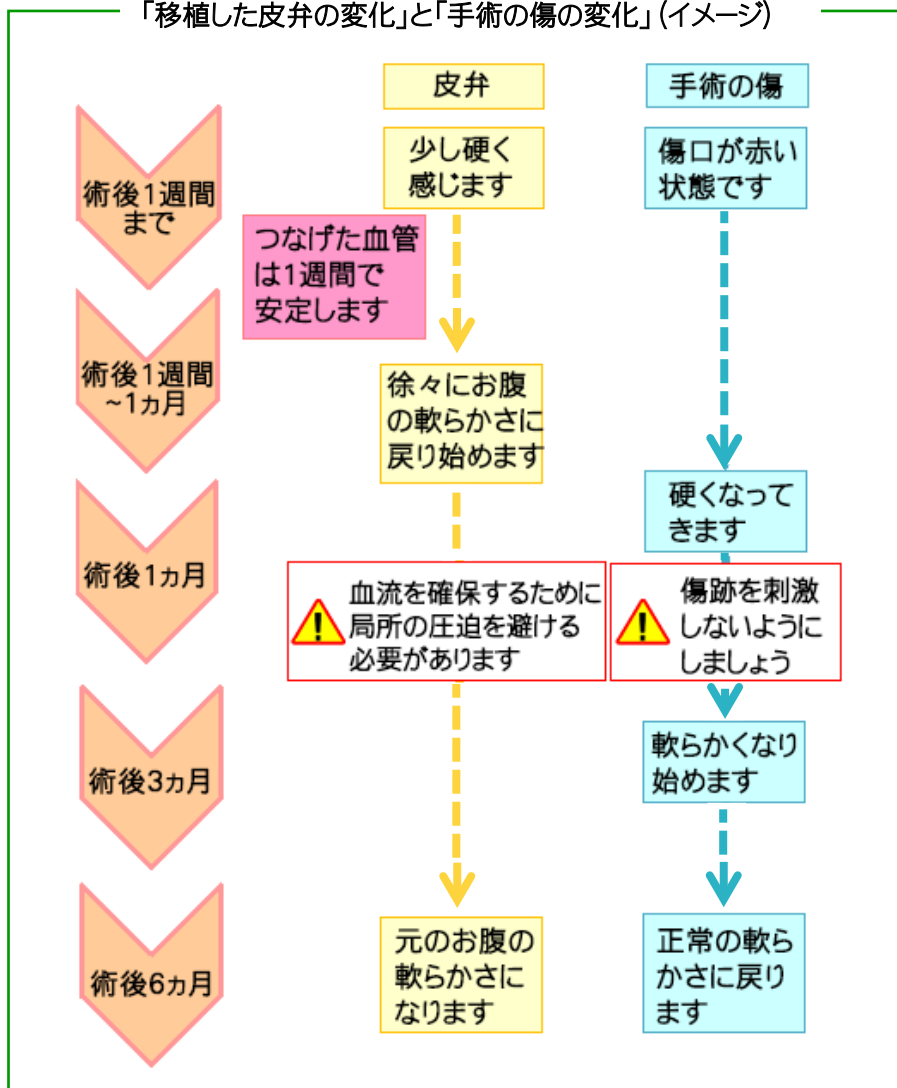 「移植した皮弁の変化」と「手術の傷の変化」(イメージ)
皮弁
手術の傷
術後1週間
まで
少し硬く
感じます
傷口が赤い
状態です
つなげた血管
は1週間で
安定します
術後1週間
~1ヵ月
徐々にお腹
の軟らかさに
戻り始めます
硬くなって
きます
術後1ヵ月
血流を確保するために
局所の圧迫を避ける
必要があります
傷跡を刺激
しないように
しましょう
術後3ヵ月
軟らかくなり
始めます
術後6ヵ月
元のお腹の
軟らかさに
なります
正常の軟ら
かさに戻り
ます